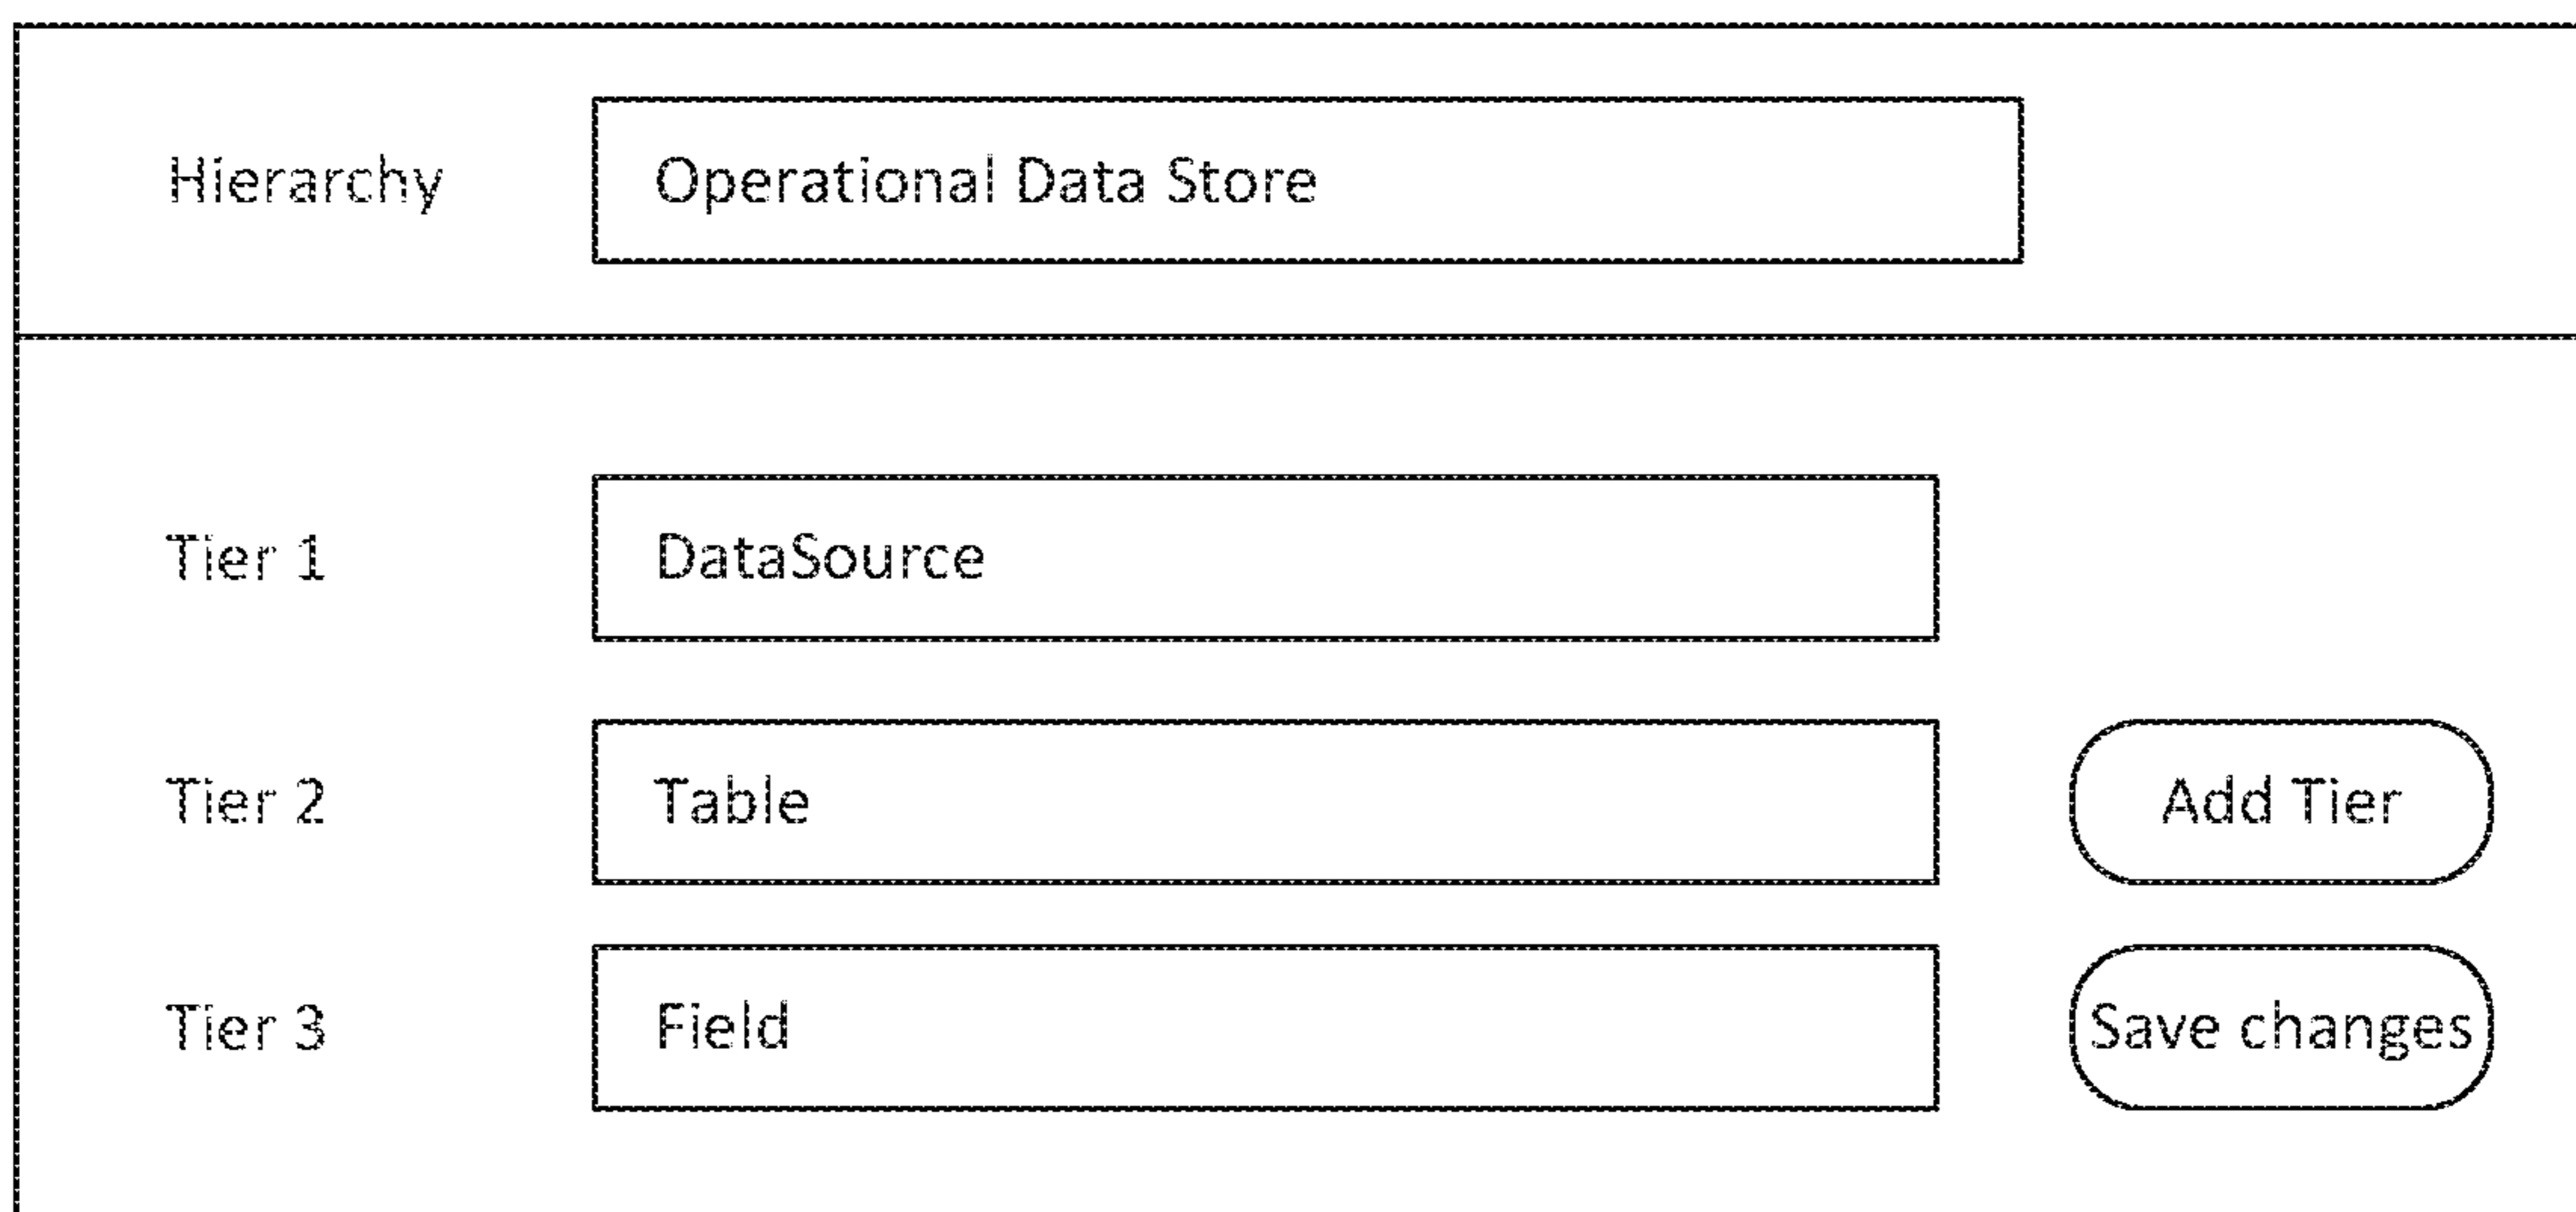 Hierarchy Operational Data Store
Tier 1 DataSource
Tier 2 Table Add Tier
Tier 3 Field Save changes